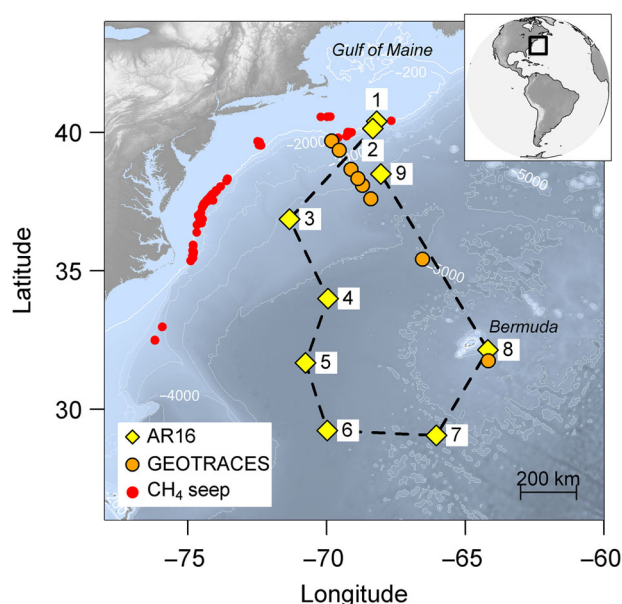 Gulf of Maine
−200
1
40
−2000
2
9
−5000
3
35
−5000
Latitude
4
Bermuda
5
8
−4000
30
6
7
AR16
GEOTRACES
CH₄ seep
200 km
−75
−70
−65
−60
Longitude